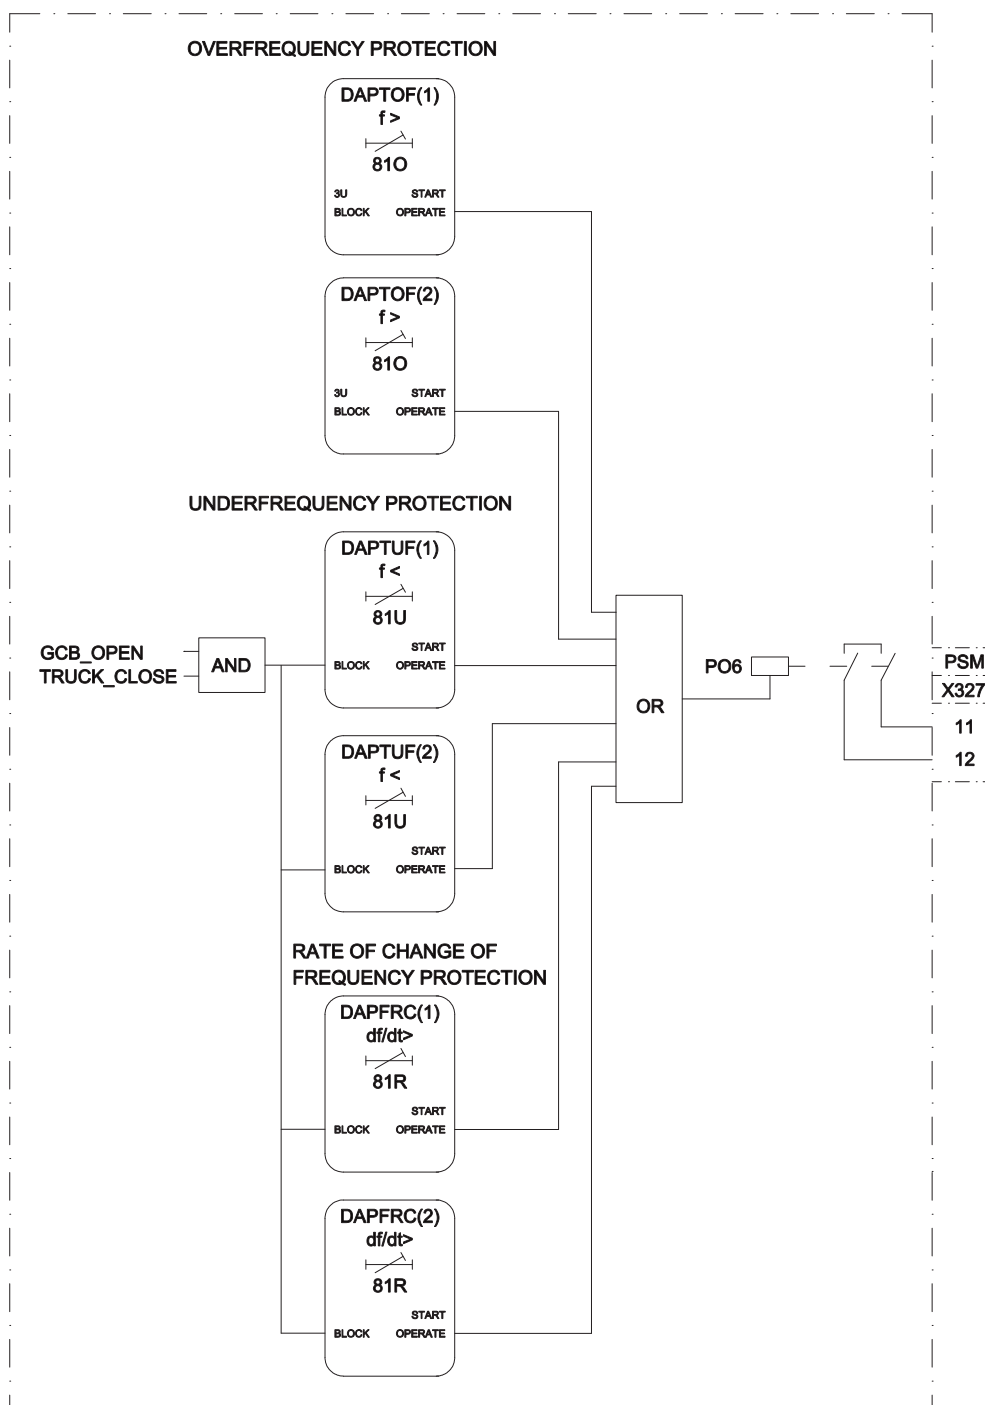 OVERFREQUENCY PROTECTION
DAPTOF(1)
f >
81O
3U START
BLOCK OPERATE
DAPTOF(2)
f >
81O
3U START
BLOCK OPERATE
UNDERFREQUENCY PROTECTION
DAPTUF(1)
f <
81U
START
BLOCK OPERATE
GCB_OPEN
TRUCK_CLOSE
AND
OR
PO6
PSM
X327
11
12
DAPTUF(2)
f <
81U
START
BLOCK OPERATE
RATE OF CHANGE OF
FREQUENCY PROTECTION
DAPFRC(1)
df/dt>
81R
START
BLOCK OPERATE
DAPFRC(2)
df/dt>
81R
START
BLOCK OPERATE